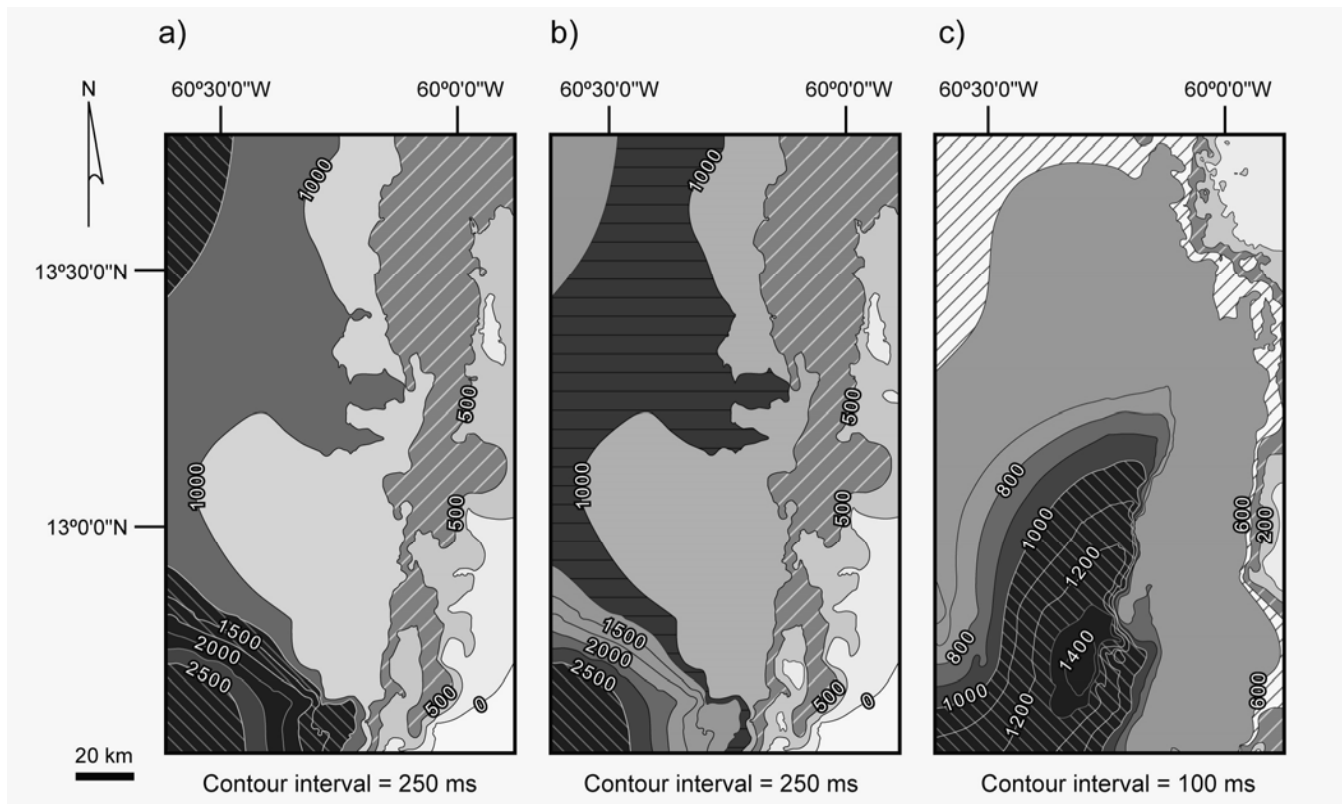 a) b) c)
N
60º30'0"W 60º0'0"W 60º30'0"W 60º0'0"W 60º30'0"W 60º0'0"W
1000 1000
13º30'0"N
500 500
800
1000 1000 1000
500 500 600 200
13º0'0"N
1200
1500 1500
2000 2000 800 1400
2500 2500 1000
500 0 500 0 1200 600
20 km
Contour interval = 250 ms Contour interval = 250 ms Contour interval = 100 ms